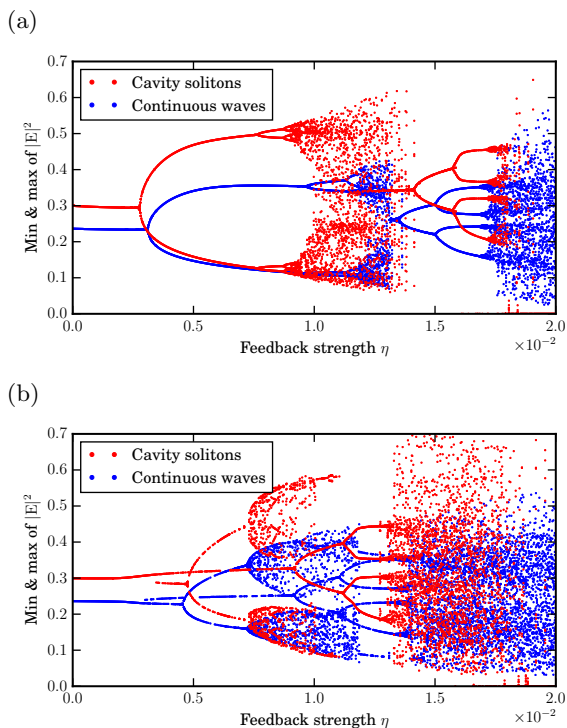 (a)
0.7
0.6
0.5
0.4
0.3
0.2
0.1
0.0
Min & max of |E|²
Cavity solitons
Continuous waves
0.0 0.5 1.0 1.5 2.0
×10⁻²
Feedback strength η
(b)
0.7
0.6
0.5
0.4
0.3
0.2
0.1
0.0
Min & max of |E|²
Cavity solitons
Continuous waves
0.0 0.5 1.0 1.5 2.0
×10⁻²
Feedback strength η